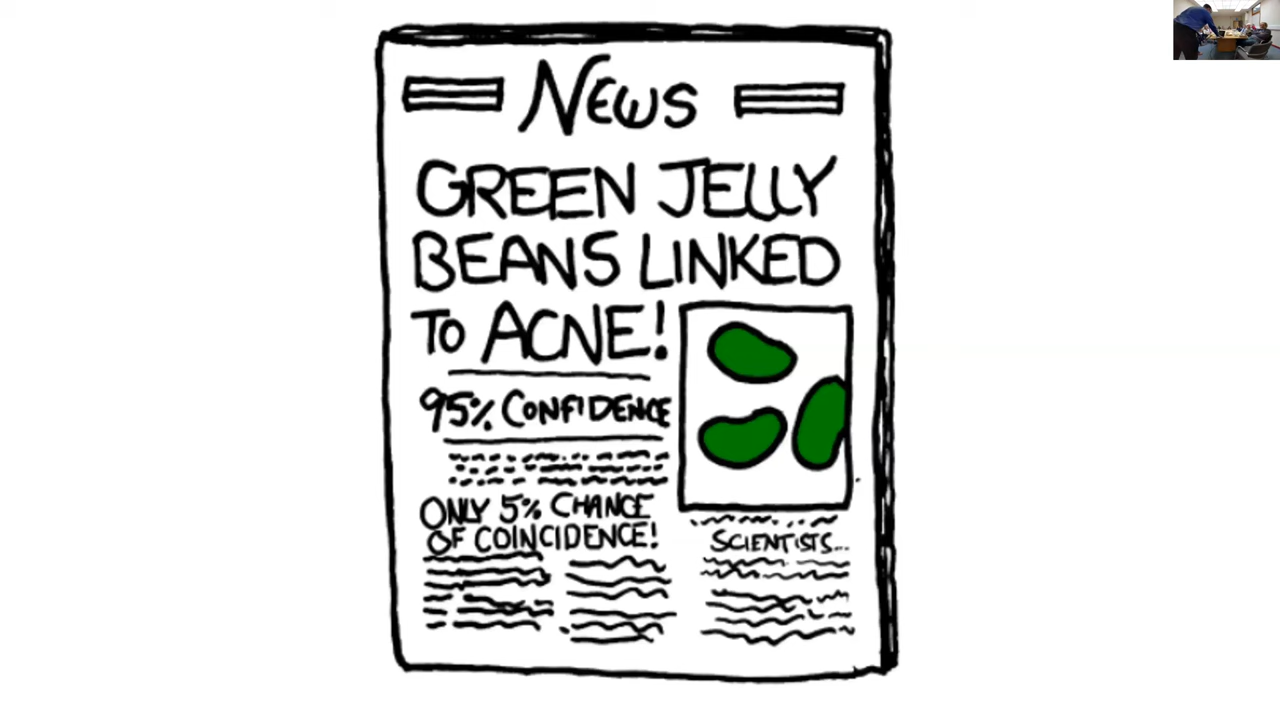 NEWS
GREEN JELLY
BEANS LINKED
TO ACNE!
95% CONFIDENCE
ONLY 5% CHANCE
OF COINCIDENCE!
SCIENTISTS...